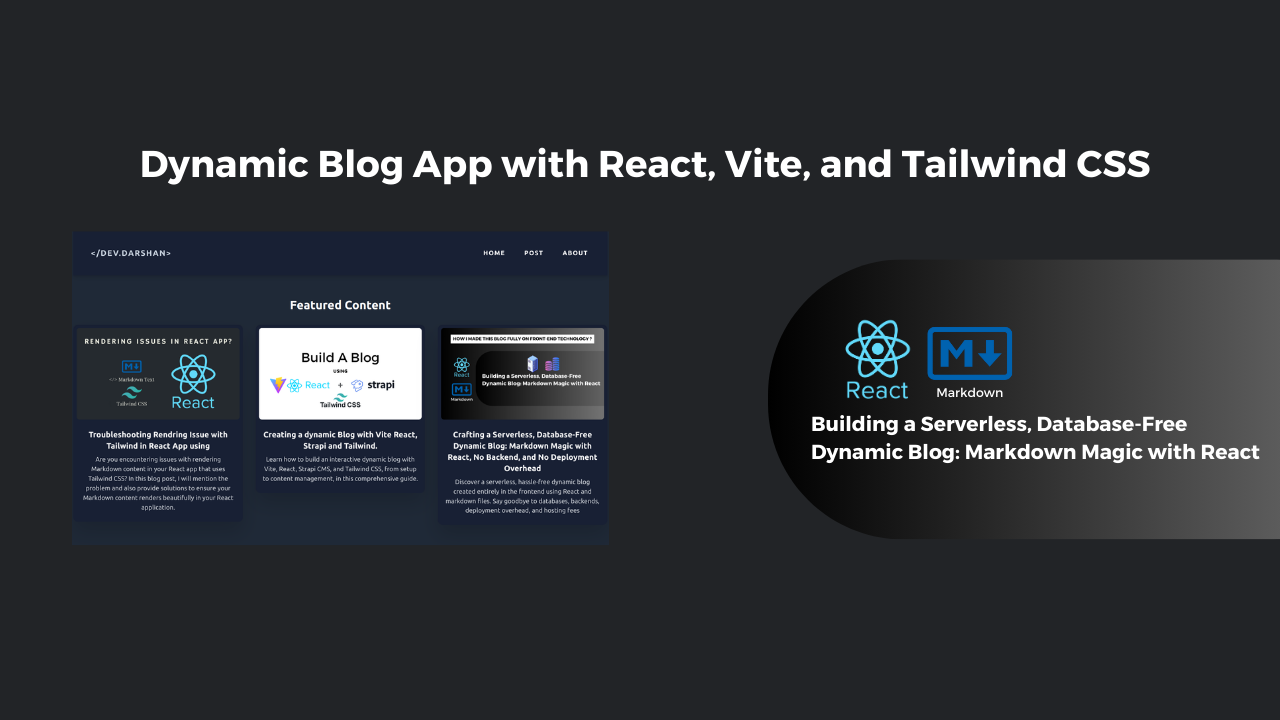 Dynamic Blog App with React, Vite, and Tailwind CSS
</DEV.DARSHAN>
HOME POST ABOUT
Featured Content
RENDERING ISSUES IN REACT APP?
</> Markdown Text
Tailwind CSS
React
Troubleshooting Rendring Issue with
Tailwind in React App using
Are you encountering issues with rendering
Markdown content in your React app that uses
Tailwind CSS? In this blog post, I will mention the
problem and also provide solutions to ensure your
Markdown content renders beautifully in your React
application.
Build A Blog
USING
React + strapi
Tailwind CSS
Creating a dynamic Blog with Vite React,
Strapi and Tailwind.
Learn how to build an interactive dynamic blog with
Vite, React, Strapi CMS, and Tailwind CSS, from setup
to content management, in this comprehensive guide.
HOW I MADE THIS BLOG FULLY ON FRONT-END TECHNOLOGY ?
React
Markdown
Building a Serverless, Database-Free
Dynamic Blog: Markdown Magic with React
Crafting a Serverless, Database-Free
Dynamic Blog: Markdown Magic with
React, No Backend, and No Deployment
Overhead
Discover a serverless, hassle-free dynamic blog
created entirely in the frontend using React and
markdown files. Say goodbye to databases, backends,
deployment overhead, and hosting fees
React
Markdown
Building a Serverless, Database-Free
Dynamic Blog: Markdown Magic with React